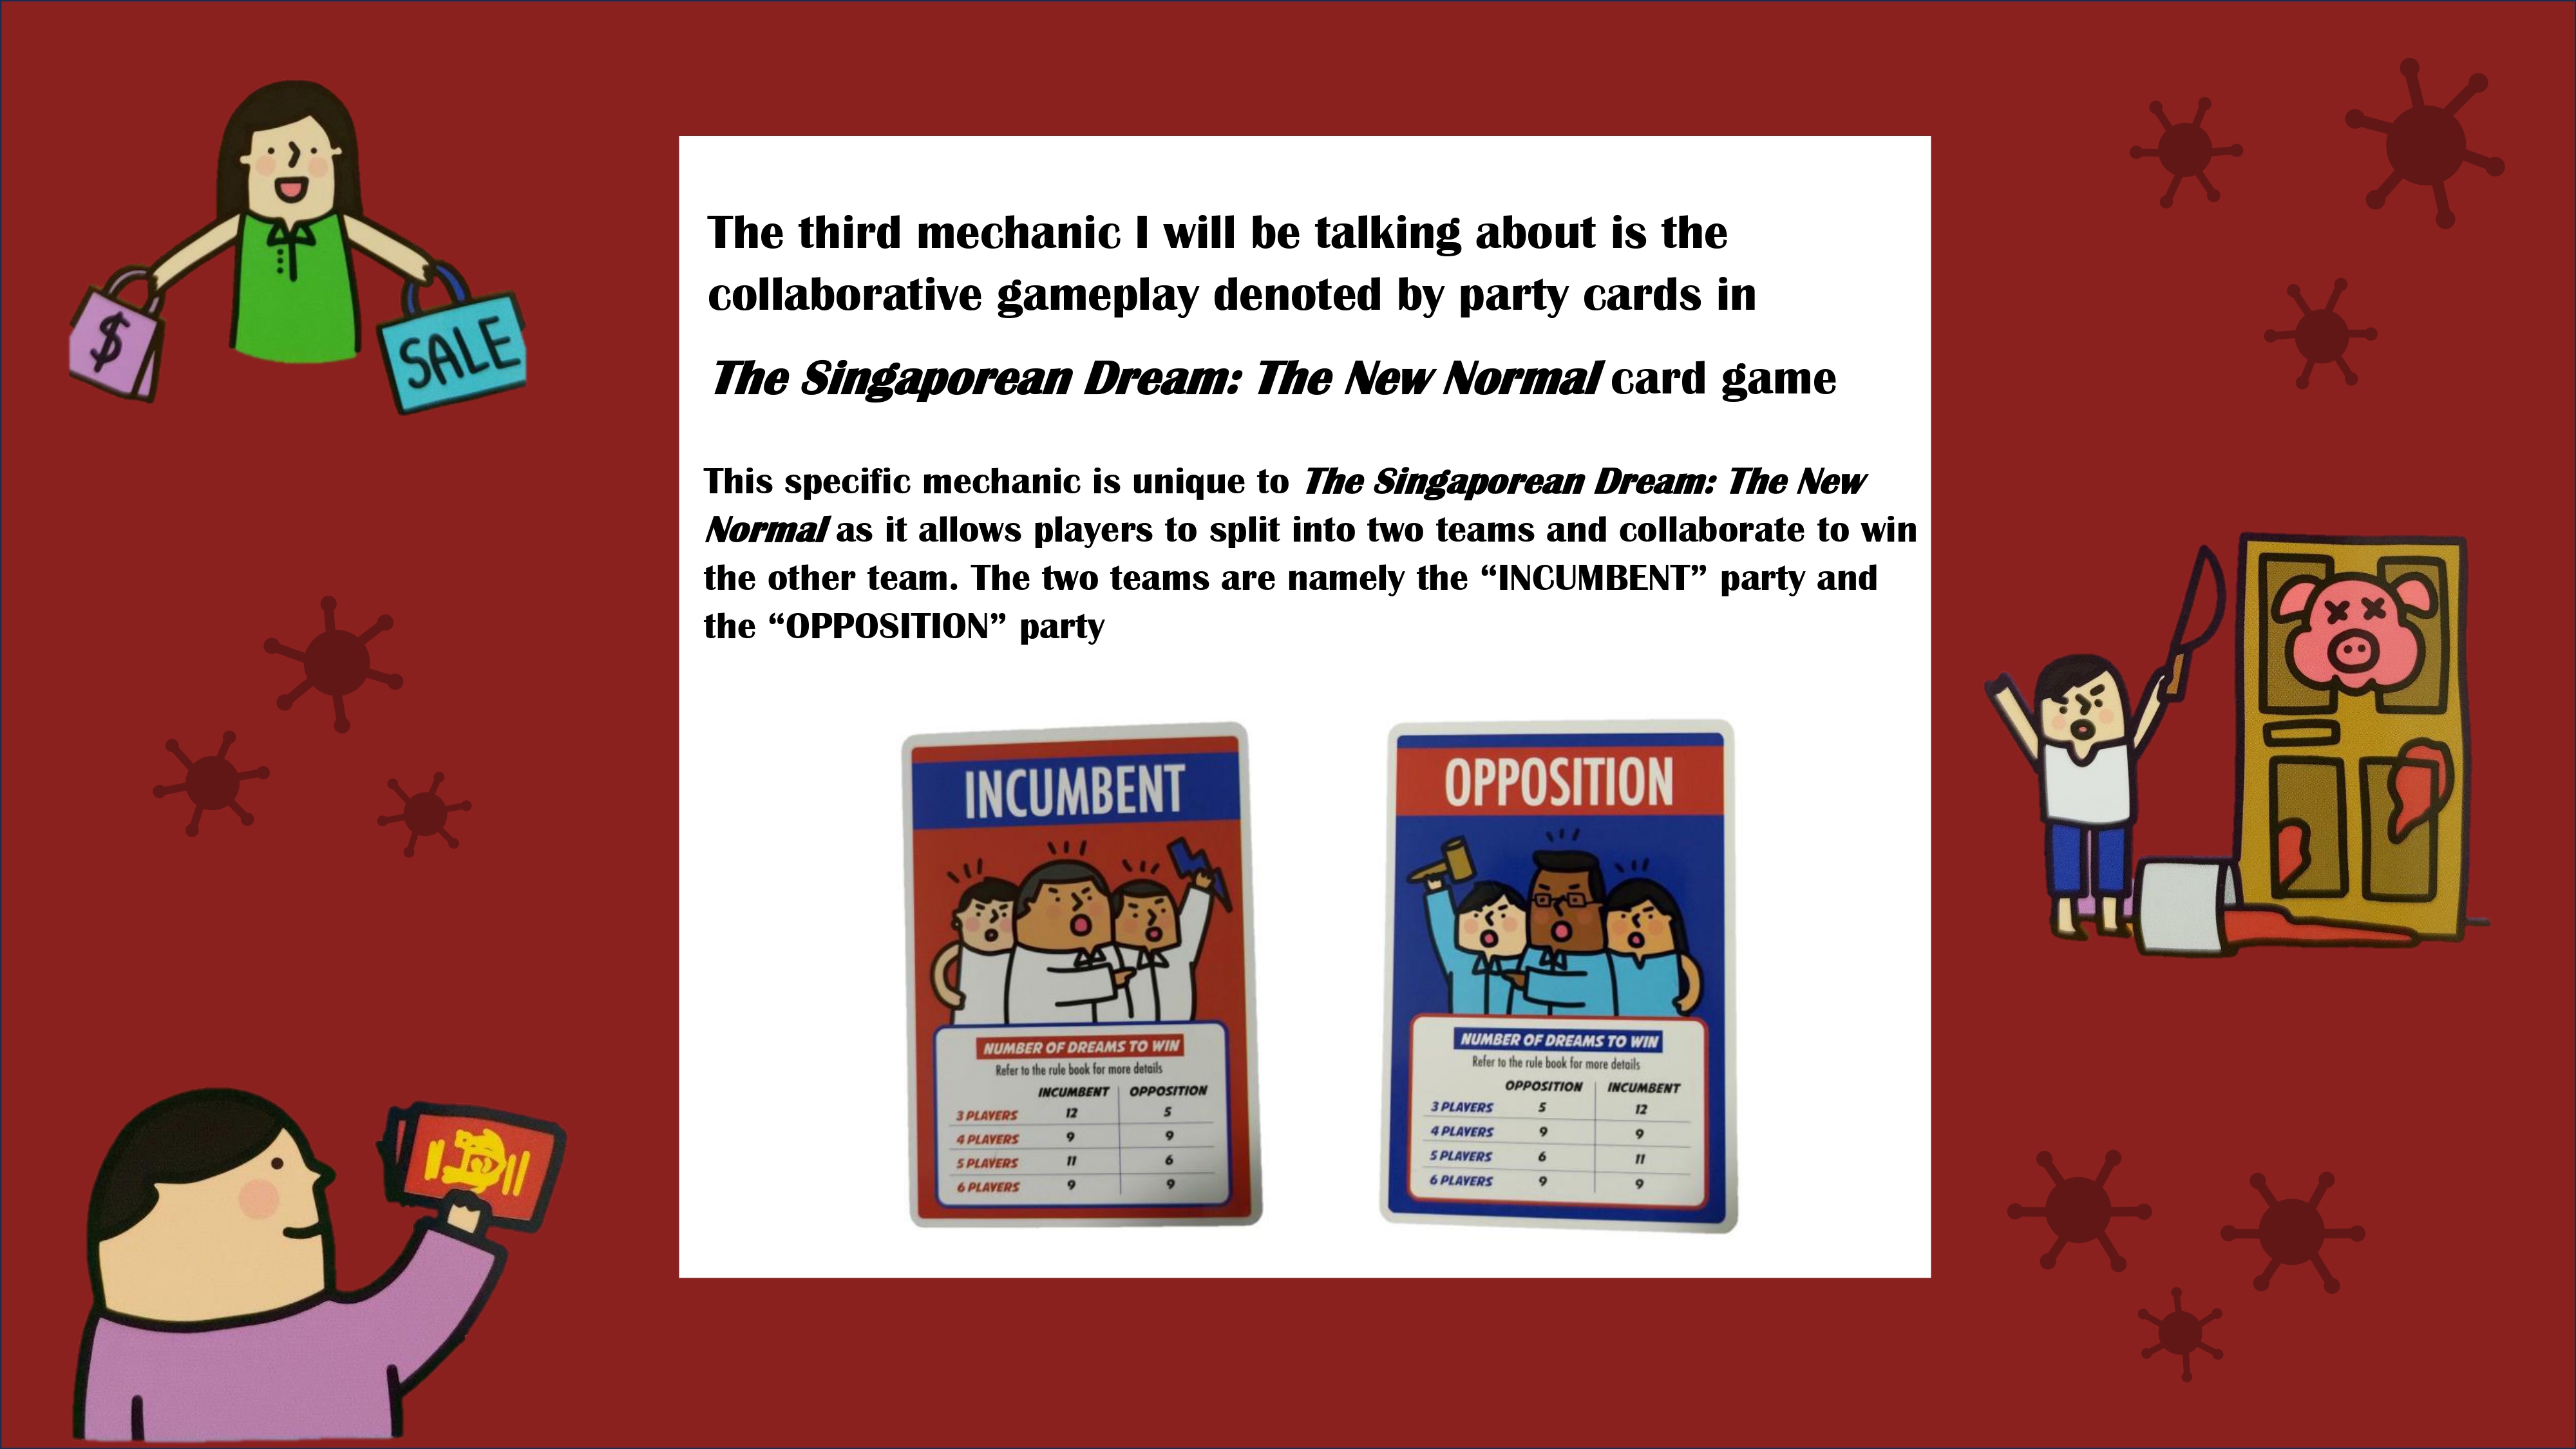 The third mechanic I will be talking about is the
collaborative gameplay denoted by party cards in
The Singaporean Dream: The New Normal card game
This specific mechanic is unique to The Singaporean Dream: The New
Normal as it allows players to split into two teams and collaborate to win
the other team. The two teams are namely the “INCUMBENT” party and
the “OPPOSITION” party
$
SALE
INCUMBENT
NUMBER OF DREAMS TO WIN
Refer to the rule book for more details
INCUMBENT OPPOSITION
3 PLAYERS 12 5
4 PLAYERS 9 9
5 PLAYERS 11 6
6 PLAYERS 9 9
OPPOSITION
NUMBER OF DREAMS TO WIN
Refer to the rule book for more details
OPPOSITION INCUMBENT
3 PLAYERS 5 12
4 PLAYERS 9 9
5 PLAYERS 6 11
6 PLAYERS 9 9